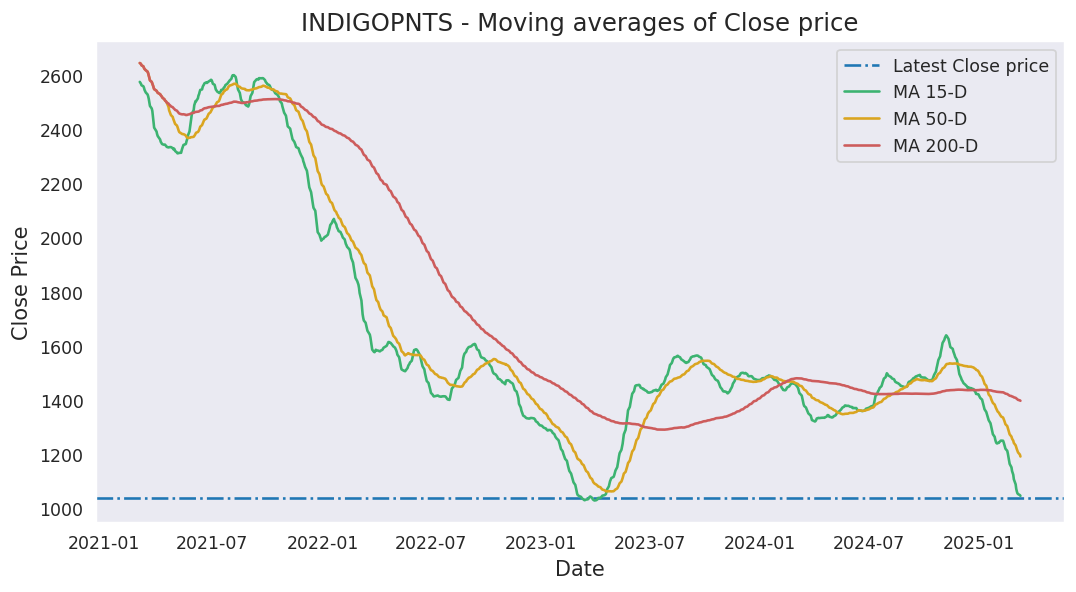 INDIGOPNTS - Moving averages of Close price
Latest Close price
MA 15-D
MA 50-D
MA 200-D
Close Price
2600
2400
2200
2000
1800
1600
1400
1200
1000
2021-01 2021-07 2022-01 2022-07 2023-01 2023-07 2024-01 2024-07 2025-01
Date